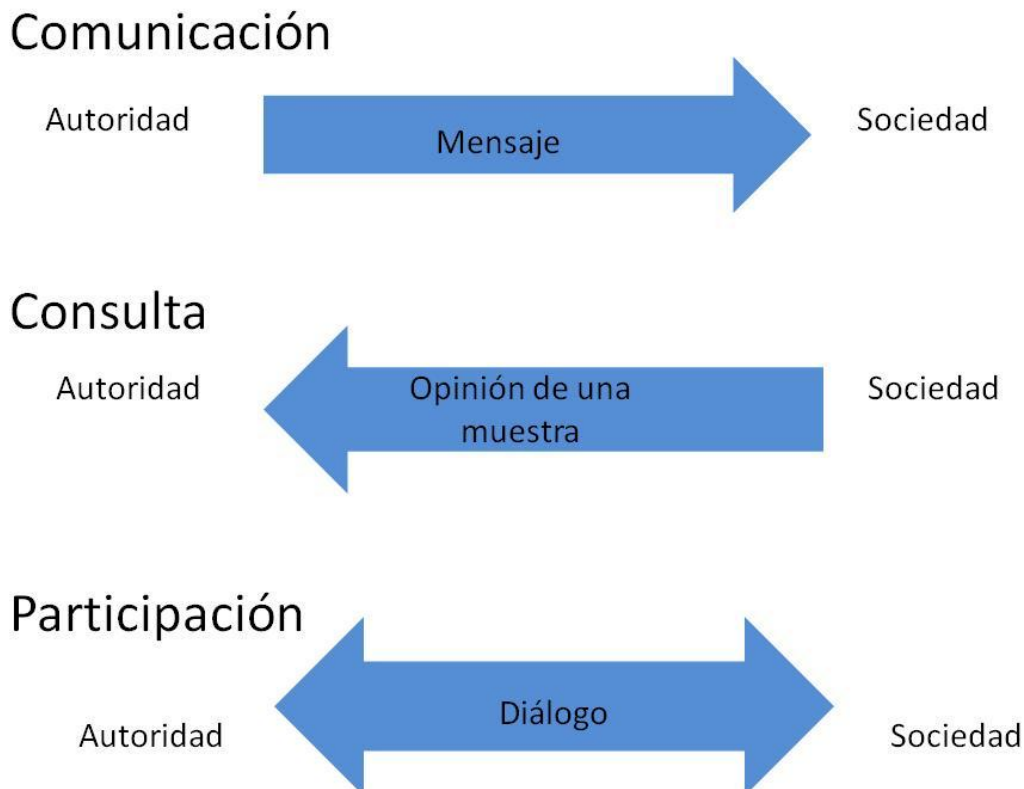 Comunicación
Autoridad
Mensaje
Sociedad
Consulta
Autoridad
Opinión de una
muestra
Sociedad
Participación
Autoridad
Diálogo
Sociedad